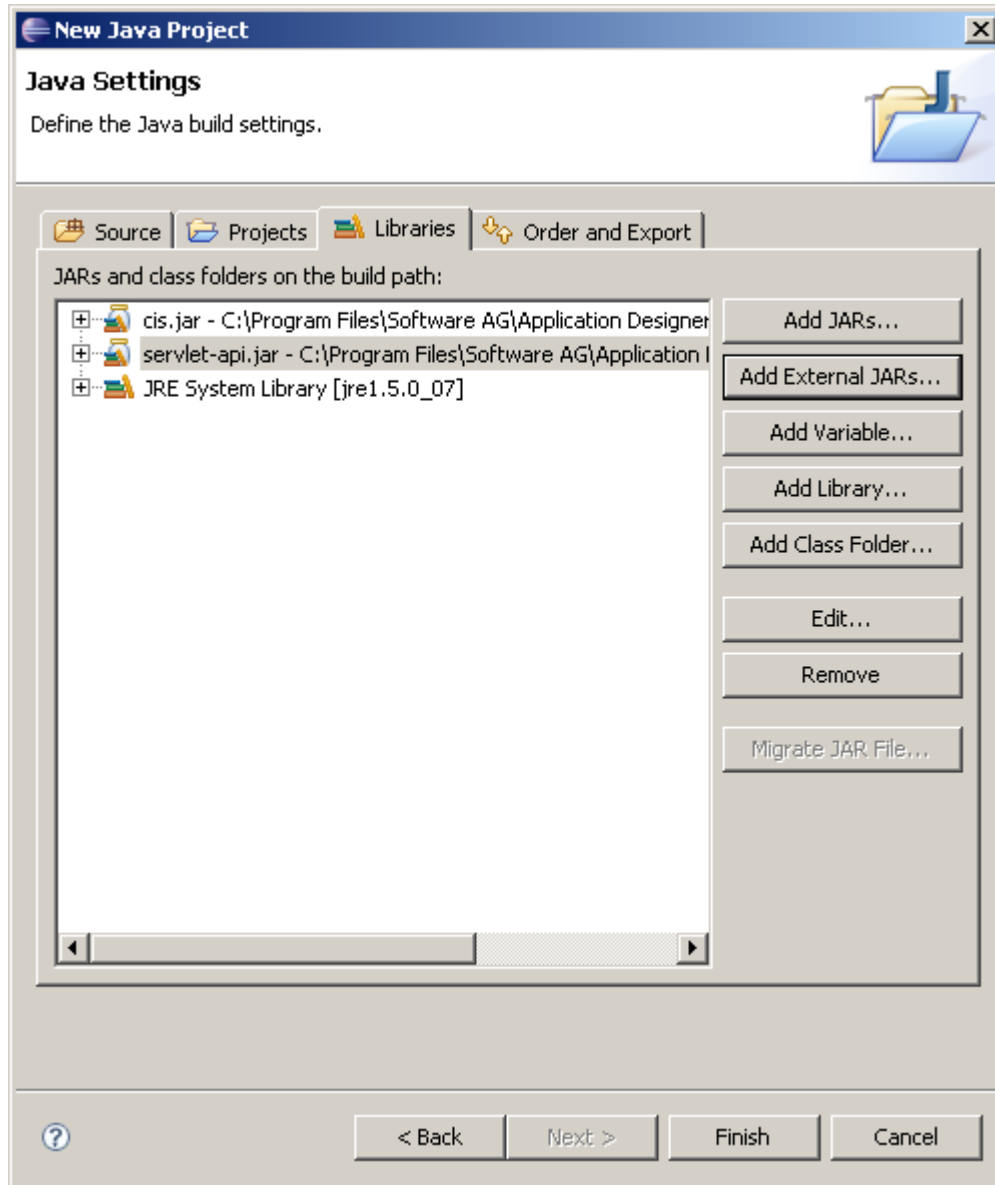 New Java Project
Java Settings
Define the Java build settings.
Source Projects Libraries Order and Export
JARs and class folders on the build path:
cis.jar - C:\Program Files\Software AG\Application Designer
servlet-api.jar - C:\Program Files\Software AG\Application
JRE System Library [jre1.5.0_07]
Add JARs...
Add External JARs...
Add Variable...
Add Library...
Add Class Folder...
Edit...
Remove
Migrate JAR File...
< Back Next > Finish Cancel